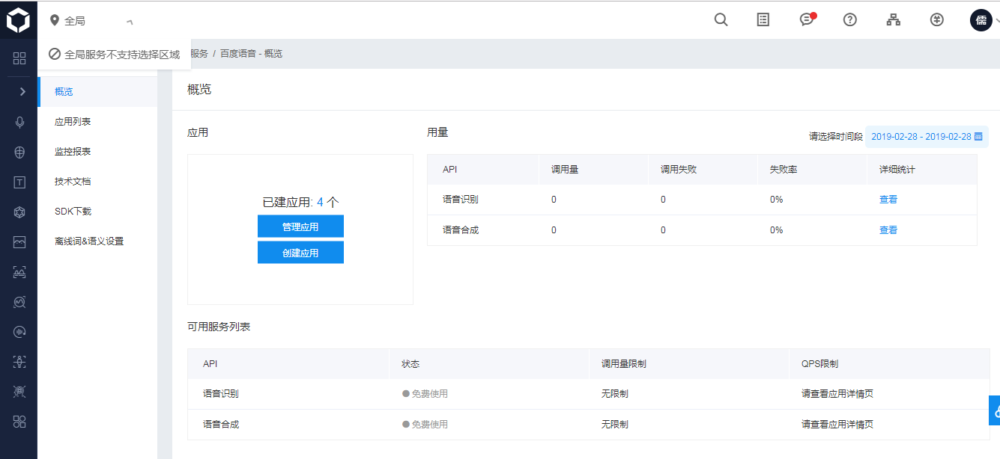 全局
儒
全局服务不支持选择区域
服务 / 百度语音 - 概览
概览
应用列表
监控报表
技术文档
SDK下载
离线词&语义设置
概览
应用
已建应用: 4 个
管理应用
创建应用
用量
请选择时间段 2019-02-28 - 2019-02-28
API 调用量 调用失败 失败率 详细统计
语音识别 0 0 0% 查看
语音合成 0 0 0% 查看
可用服务列表
API 状态 调用量限制 QPS限制
语音识别 免费使用 无限制 请查看应用详情页
语音合成 免费使用 无限制 请查看应用详情页